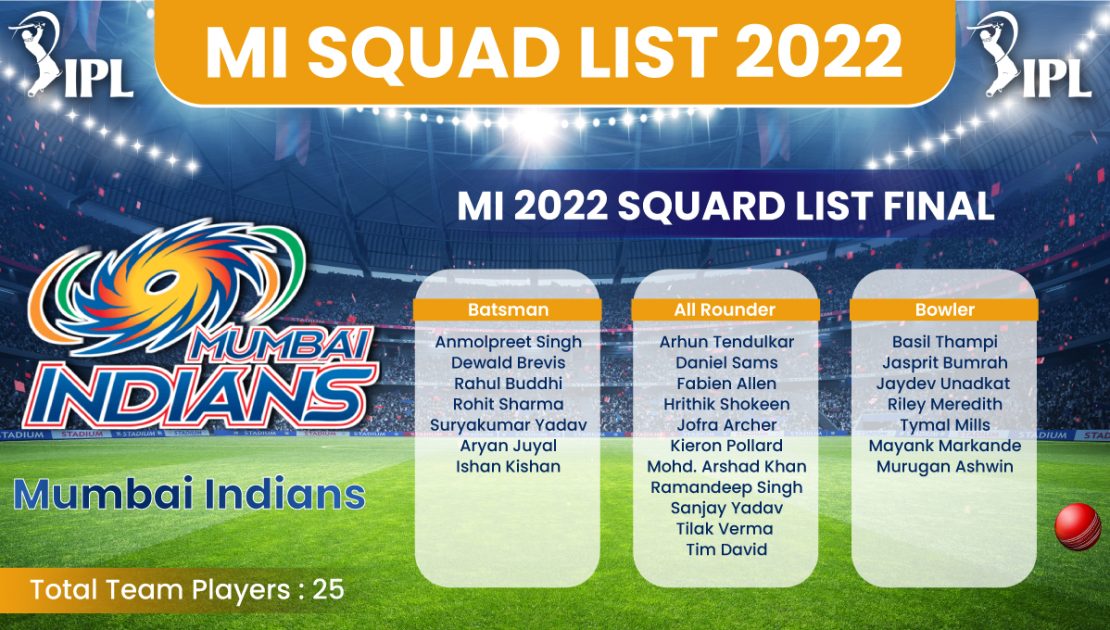 IPL
MI SQUAD LIST 2022
IPL
MI 2022 SQUARD LIST FINAL
MUMBAI
INDIANS
Mumbai Indians
Batsman
Anmolpreet Singh
Dewald Brevis
Rahul Buddhi
Rohit Sharma
Suryakumar Yadav
Aryan Juyal
Ishan Kishan
All Rounder
Arhun Tendulkar
Daniel Sams
Fabien Allen
Hrithik Shokeen
Jofra Archer
Kieron Pollard
Mohd. Arshad Khan
Ramandeep Singh
Sanjay Yadav
Tilak Verma
Tim David
Bowler
Basil Thampi
Jasprit Bumrah
Jaydev Unadkat
Riley Meredith
Tymal Mills
Mayank Markande
Murugan Ashwin
STADIUM
STADIUM
STADIUM
Total Team Players : 25